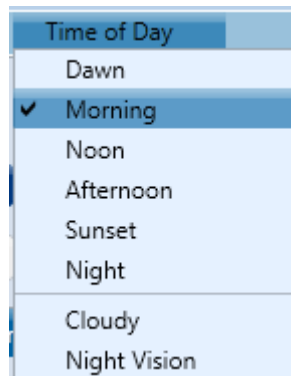 Time of Day
Dawn
Morning
Noon
Afternoon
Sunset
Night
Cloudy
Night Vision